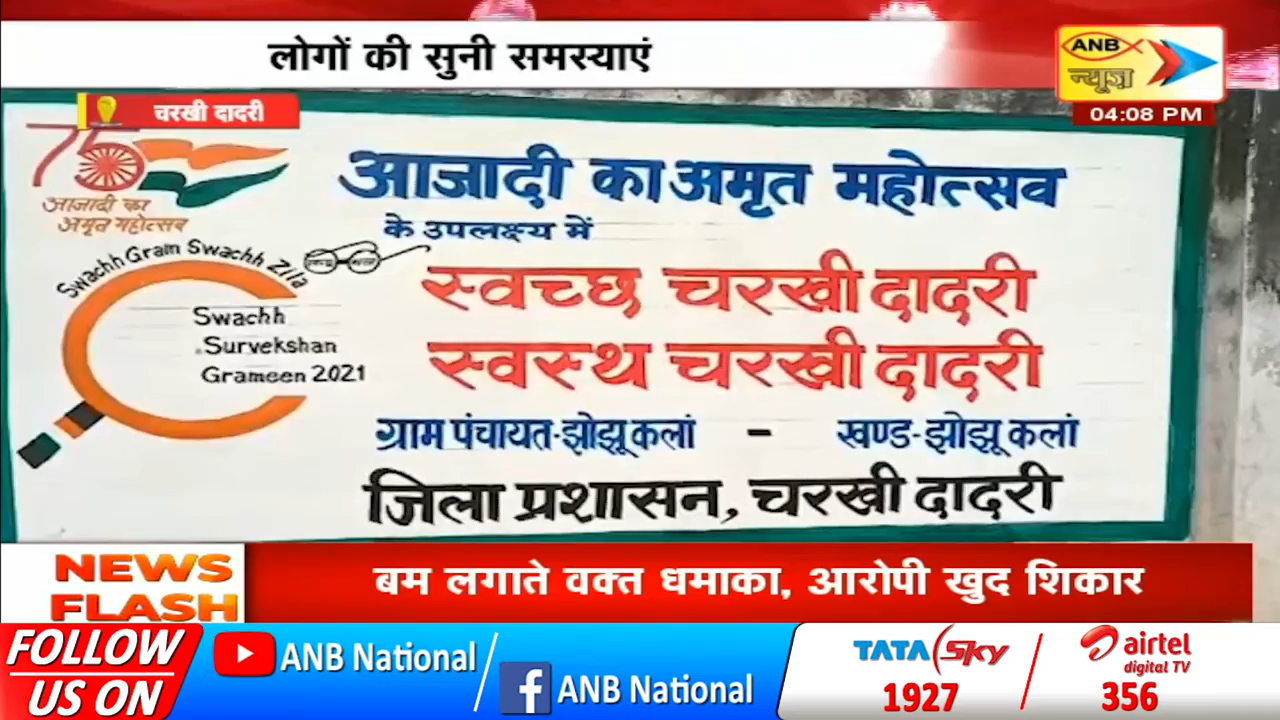 लोगों की सुनी समस्याएं
ANB
न्यूज़
04:08 PM
चरखी दादरी
75
आजादी का
अमृत महोत्सव
आजादी का अमृत महोत्सव
के उपलक्ष्य में
Swachh Gram Swachh Zila
स्वच्छ चरखी दादरी
Swachh
Survekshan
Grameen 2021
स्वस्थ चरखी दादरी
ग्राम पंचायत-झोझू कलां - खण्ड-झोझू कलां
जिला प्रशासन, चरखी दादरी
NEWS
FLASH
बम लगाते वक्त धमाका, आरोपी खुद शिकार
FOLLOW
US ON
ANB National
ANB National
TATA Sky
1927
airtel
digital TV
356